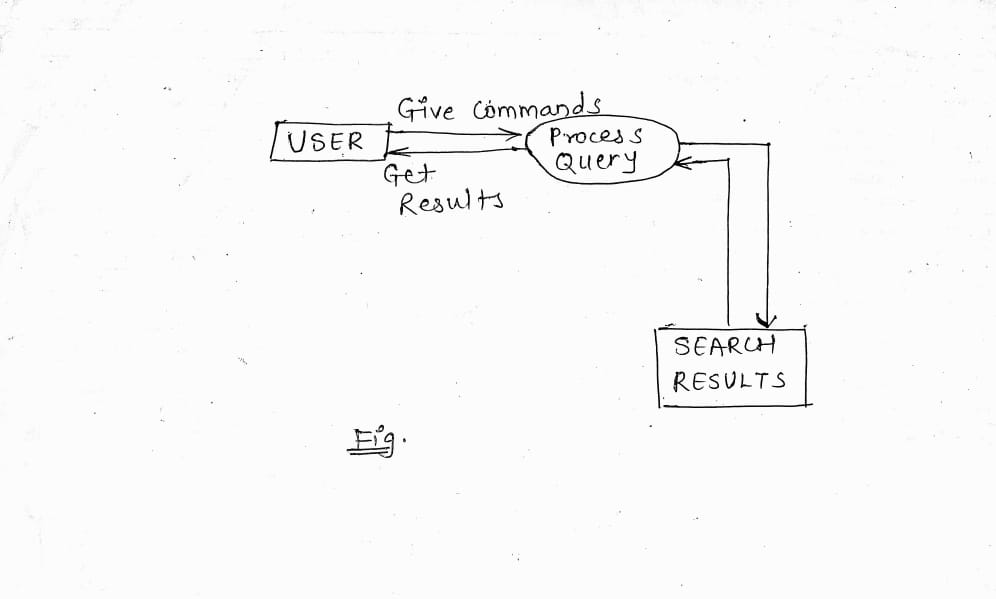 Give Commands
USER
Process
Query
Get
Results
SEARCH
RESULTS
Fig.